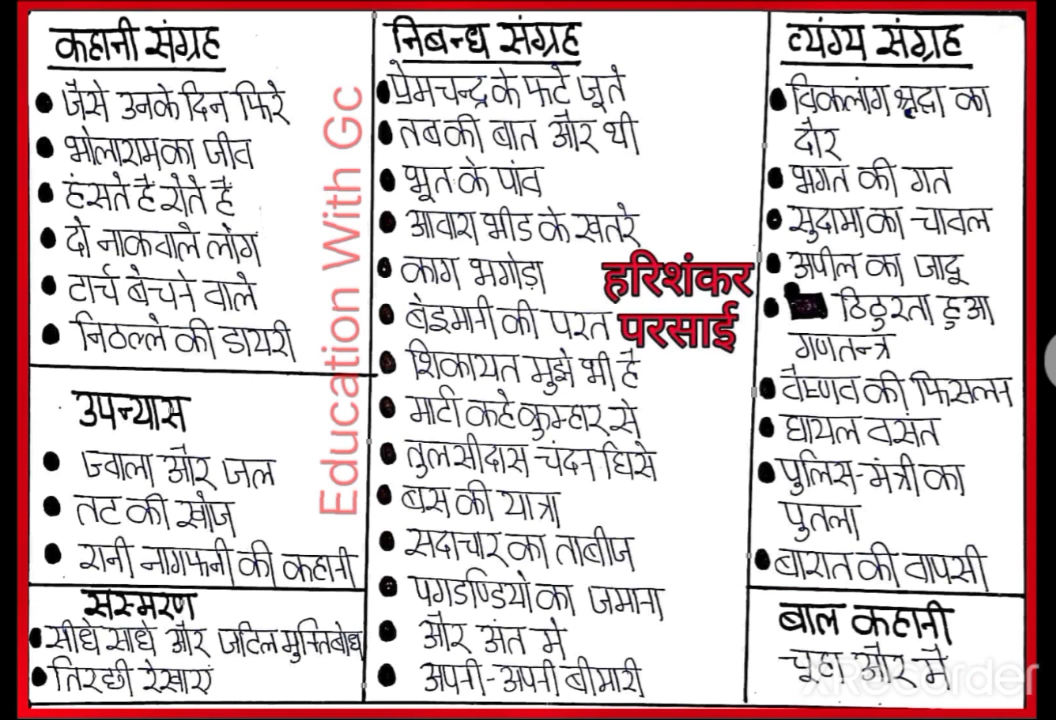 कहानी संग्रह
जैसे उनके दिन फिरे
भोलाराम का जीव
हंसते है रोते है
दो नाक वाले लोग
टार्च बेचने वाले
निठल्ले की डायरी
उपन्यास
ज्वाला और जल
तट की खोज
रानी नागफनी की कहानी
सस्मरण
सीधे साधे और जटिल मुक्तिबोध
तिरछी रेखाएं
Education With Gc
निबन्ध संग्रह
प्रेमचन्द्र के फटे जूते
तब की बात और थी
भूत के पांव
आवारा भीड के खतरे
काग भगोड़ा
बेइमानी की परत
शिकायत मुझे भी है
माटी कहे कुम्हार से
तुलसीदास चंदन घिसे
बस की यात्रा
सदाचार का ताबीज
पगडण्डियो का जमाना
और अंत मे
अपनी-अपनी बीमारी
हरिशंकर
परसाई
व्यंग्य संग्रह
विकलांग श्रृद्धा का
दौर
भगत की गत
सुदामा का चावल
अपील का जादू
ठिठुरता हुआ
गणतन्त्र
वैष्णव की फिसलन
घायल वसंत
पुलिस-मंत्री का
पुतला
बारात की वापसी
बाल कहानी
चूहा और मै
XRecorder